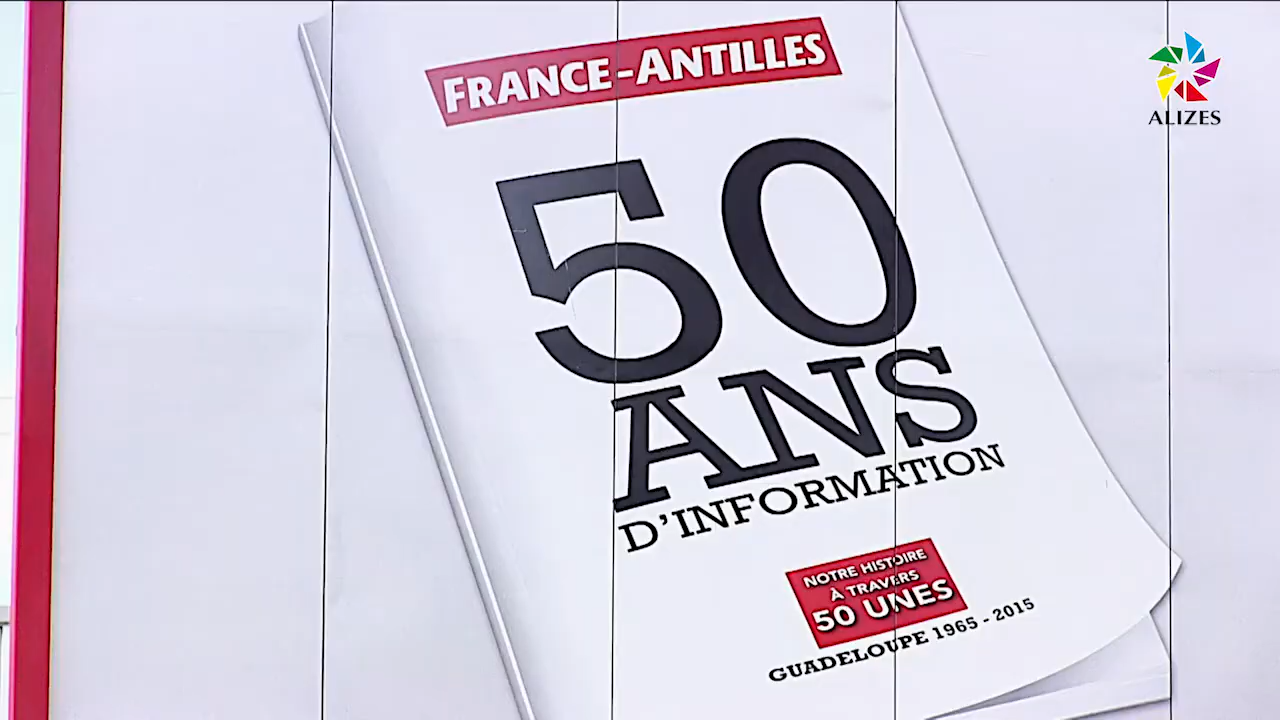 FRANCE-ANTILLES
ALIZES
50
ANS
D'INFORMATION
NOTRE HISTOIRE
À TRAVERS
50 UNES
GUADELOUPE 1965 - 2015